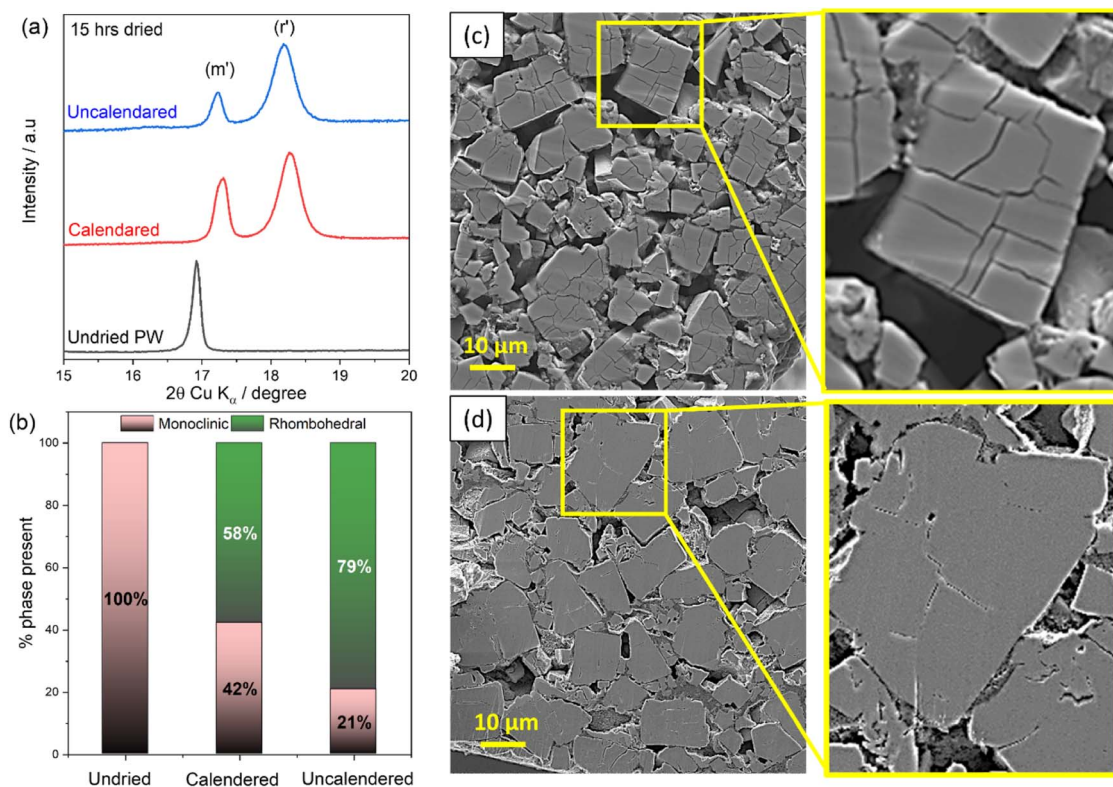 (a)
15 hrs dried
(r')
(m')
Uncalendared
Calendared
Undried PW
Intensity / a.u
15 16 17 18 19 20
2θ Cu Kα / degree
(b)
Monoclinic Rhombohedral
% phase present
100
80
60
40
20
0
100%
58%
42%
79%
21%
Undried Calendered Uncalendered
(c)
10 µm
(d)
10 µm